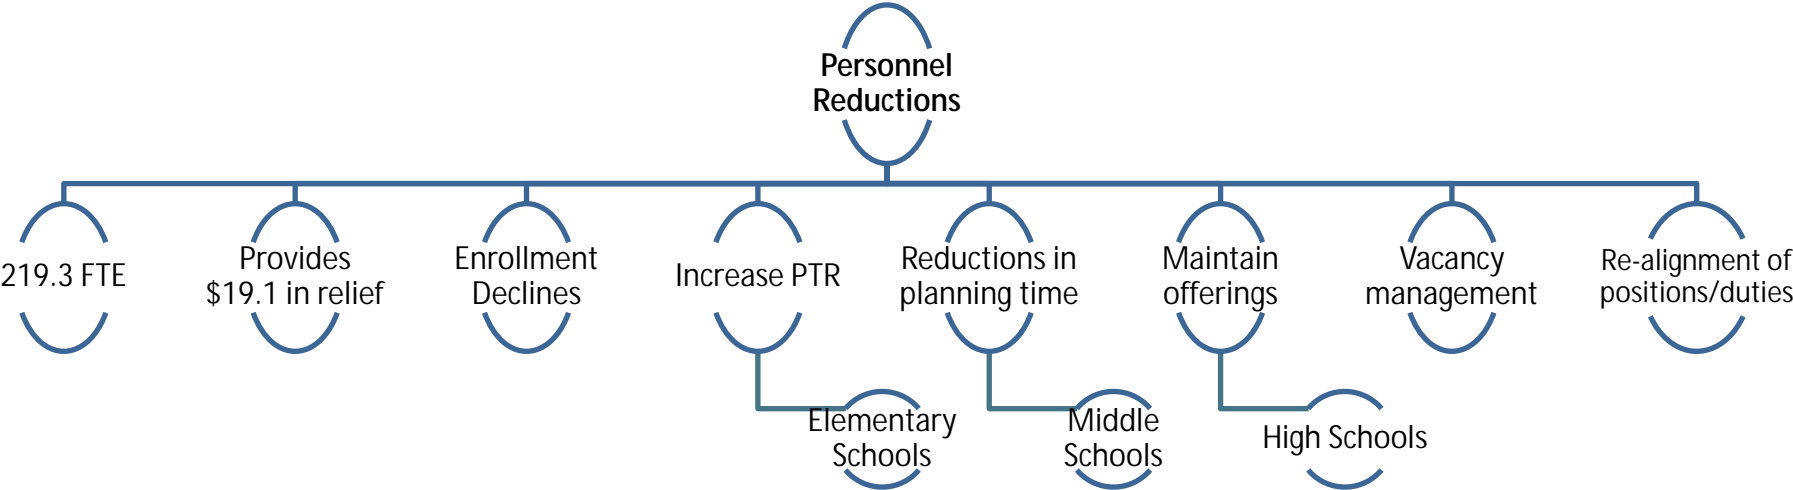 Personnel
Reductions
219.3 FTE
Provides
$19.1 in relief
Enrollment
Declines
Increase PTR
Reductions in
planning time
Maintain
offerings
Vacancy
management
Re-alignment of
positions/duties
Elementary
Schools
Middle
Schools
High Schools